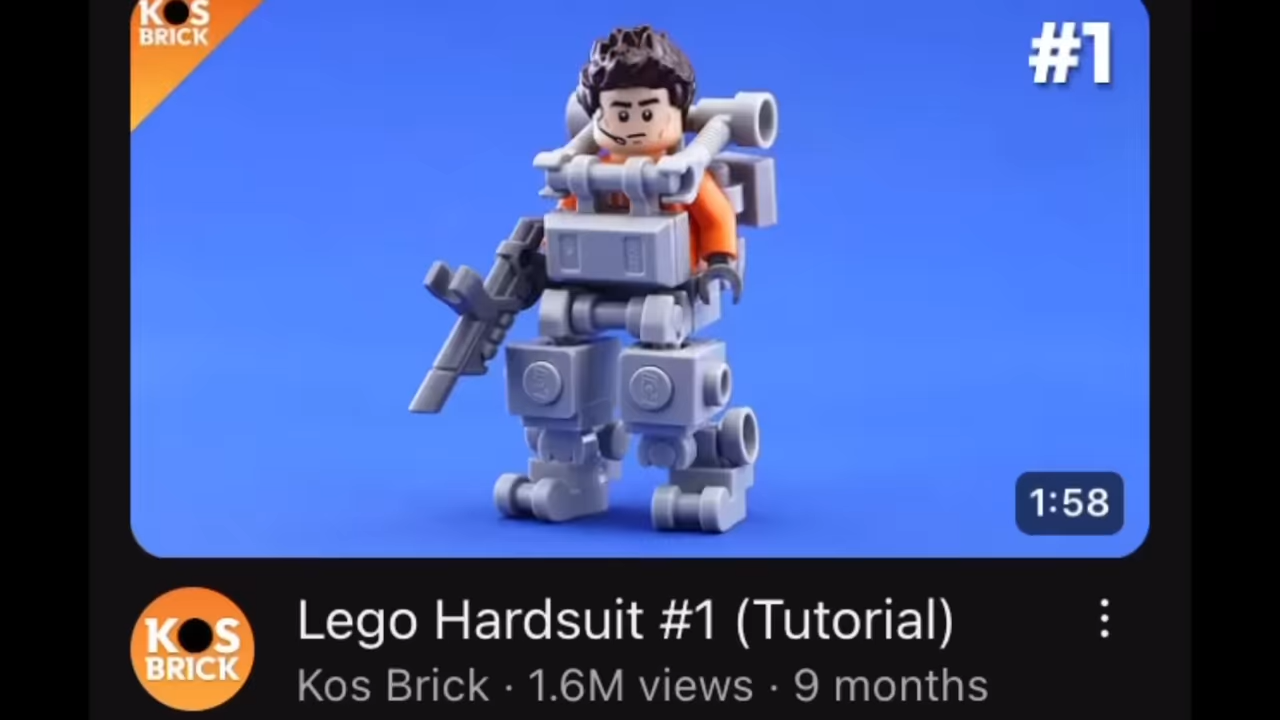 KOS
BRICK
#1
1:58
KOS
BRICK
Lego Hardsuit #1 (Tutorial)
Kos Brick · 1.6M views · 9 months